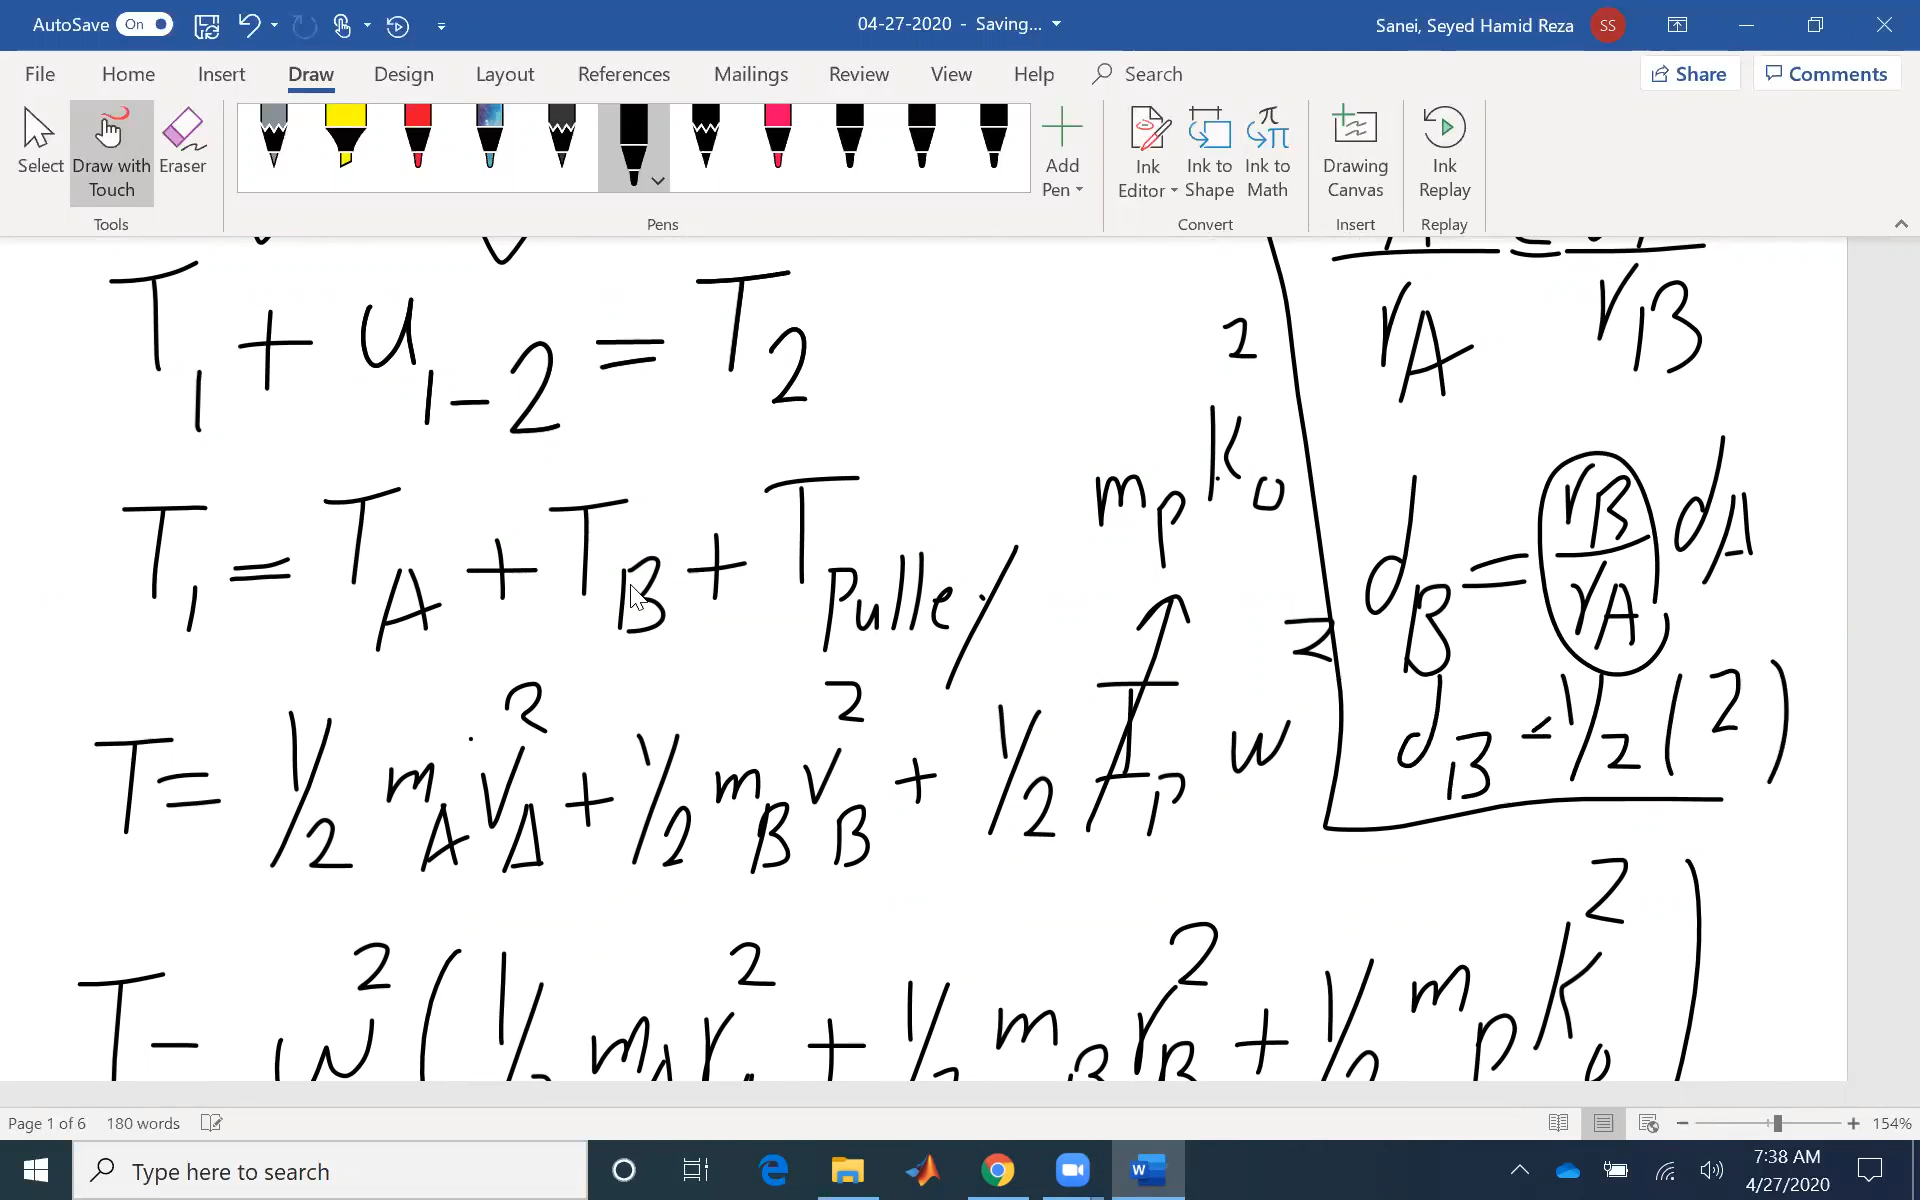 AutoSave On 04-27-2020 - Saving... Sanei, Seyed Hamid Reza SS
File Home Insert Draw Design Layout References Mailings Review View Help Search Share Comments
Select Draw with Touch Eraser Add Pen Ink Editor Ink to Shape Ink to Math Drawing Canvas Ink Replay
Tools Pens Convert Insert Replay
T₁ + U₁₋₂ = T₂
rA = rB
T₁ = TA + TB + TPulley
mP k₀²
dB = (rB/rA) dA
T = 1/2 mA vA² + 1/2 mB vB² + 1/2 IP w²
dB = 1/2 (2)
T = w² (1/2 mA rA² + 1/2 mB rB² + 1/2 mP k₀²)
Page 1 of 6 180 words 154%
Type here to search 7:38 AM
4/27/2020